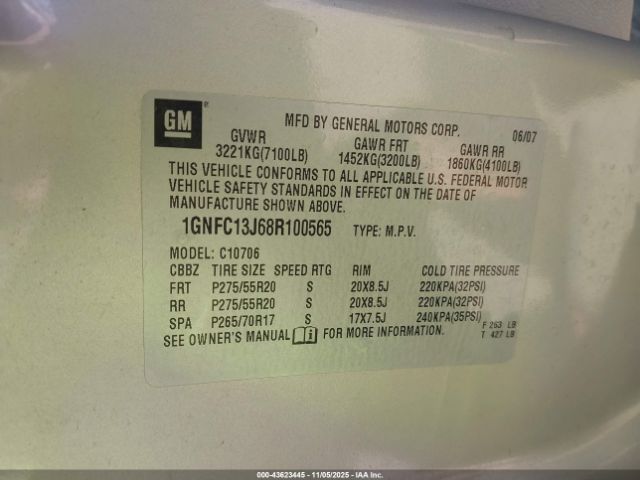 GM
MFD BY GENERAL MOTORS CORP. 06/07
GVWR GAWR FRT GAWR RR
3221KG(7100LB) 1452KG(3200LB) 1860KG(4100LB)
THIS VEHICLE CONFORMS TO ALL APPLICABLE U.S. FEDERAL MOTOR
VEHICLE SAFETY STANDARDS IN EFFECT ON THE DATE OF
MANUFACTURE SHOWN ABOVE.
1GNFC13J68R100565 TYPE: M.P.V.
MODEL: C10706
CBBZ TIRE SIZE SPEED RTG RIM COLD TIRE PRESSURE
FRT P275/55R20 S 20X8.5J 220KPA(32PSI)
RR P275/55R20 S 20X8.5J 220KPA(32PSI)
SPA P265/70R17 S 17X7.5J 240KPA(35PSI)
F 263 LB
SEE OWNER'S MANUAL FOR MORE INFORMATION. T 427 LB
000-43623445 - 11/05/2025 - IAAI.COM